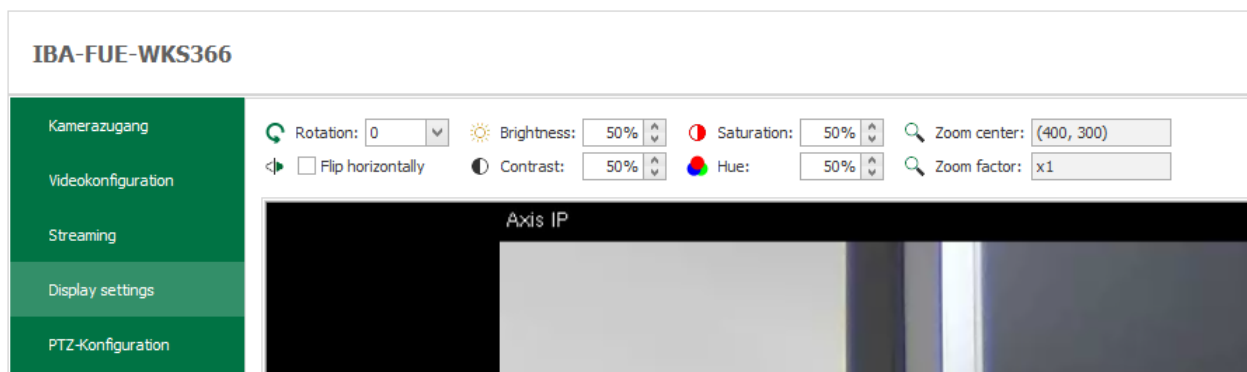 IBA-FUE-WKS366
Kamerazugang
Videokonfiguration
Streaming
Display settings
PTZ-Konfiguration
Rotation: 0 Brightness: 50% Saturation: 50% Zoom center: (400, 300)
Flip horizontally Contrast: 50% Hue: 50% Zoom factor: x1
Axis IP